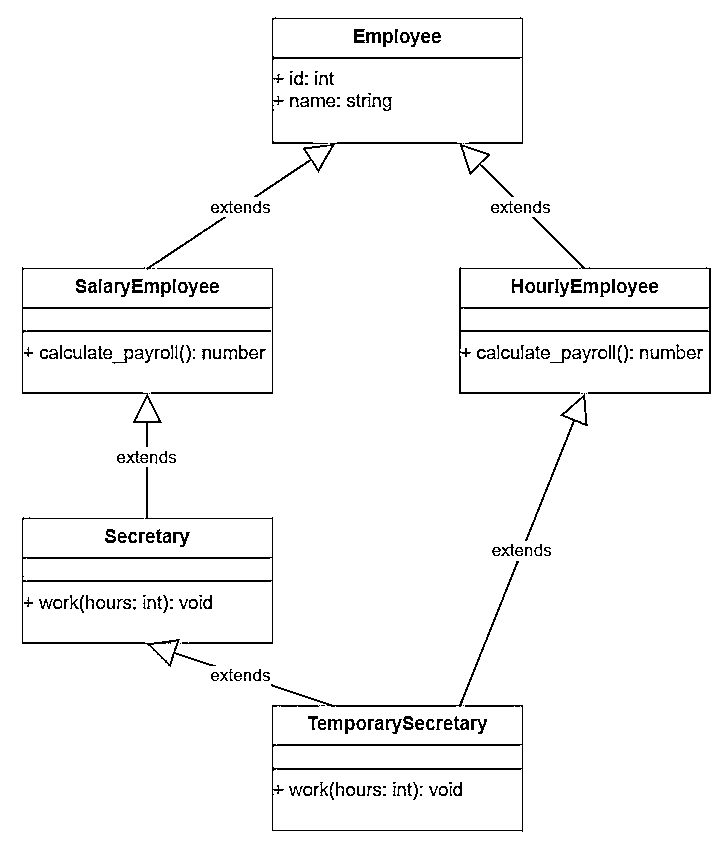 Employee
+ id: int
+ name: string
extends
extends
SalaryEmployee
+ calculate_payroll(): number
HourlyEmployee
+ calculate_payroll(): number
extends
Secretary
+ work(hours: int): void
extends
extends
TemporarySecretary
+ work(hours: int): void